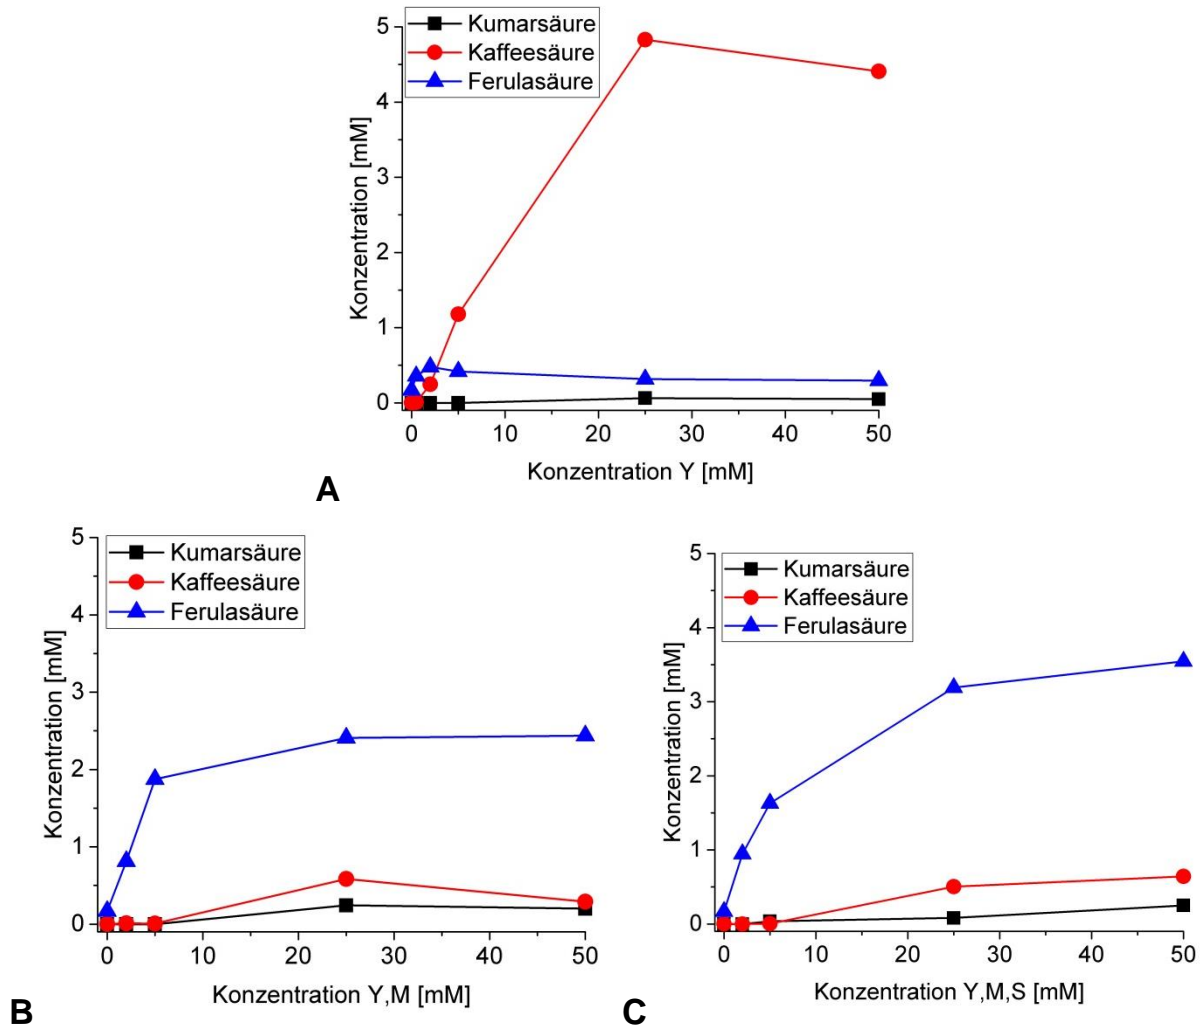 Kumarsäure
Kaffeesäure
Ferulasäure
5
4
3
2
1
0
Konzentration [mM]
0 10 20 30 40 50
Konzentration Y [mM]
A
Kumarsäure
Kaffeesäure
Ferulasäure
5
4
3
2
1
0
Konzentration [mM]
0 10 20 30 40 50
Konzentration Y,M [mM]
B
Kumarsäure
Kaffeesäure
Ferulasäure
5
4
3
2
1
0
Konzentration [mM]
0 10 20 30 40 50
Konzentration Y,M,S [mM]
C